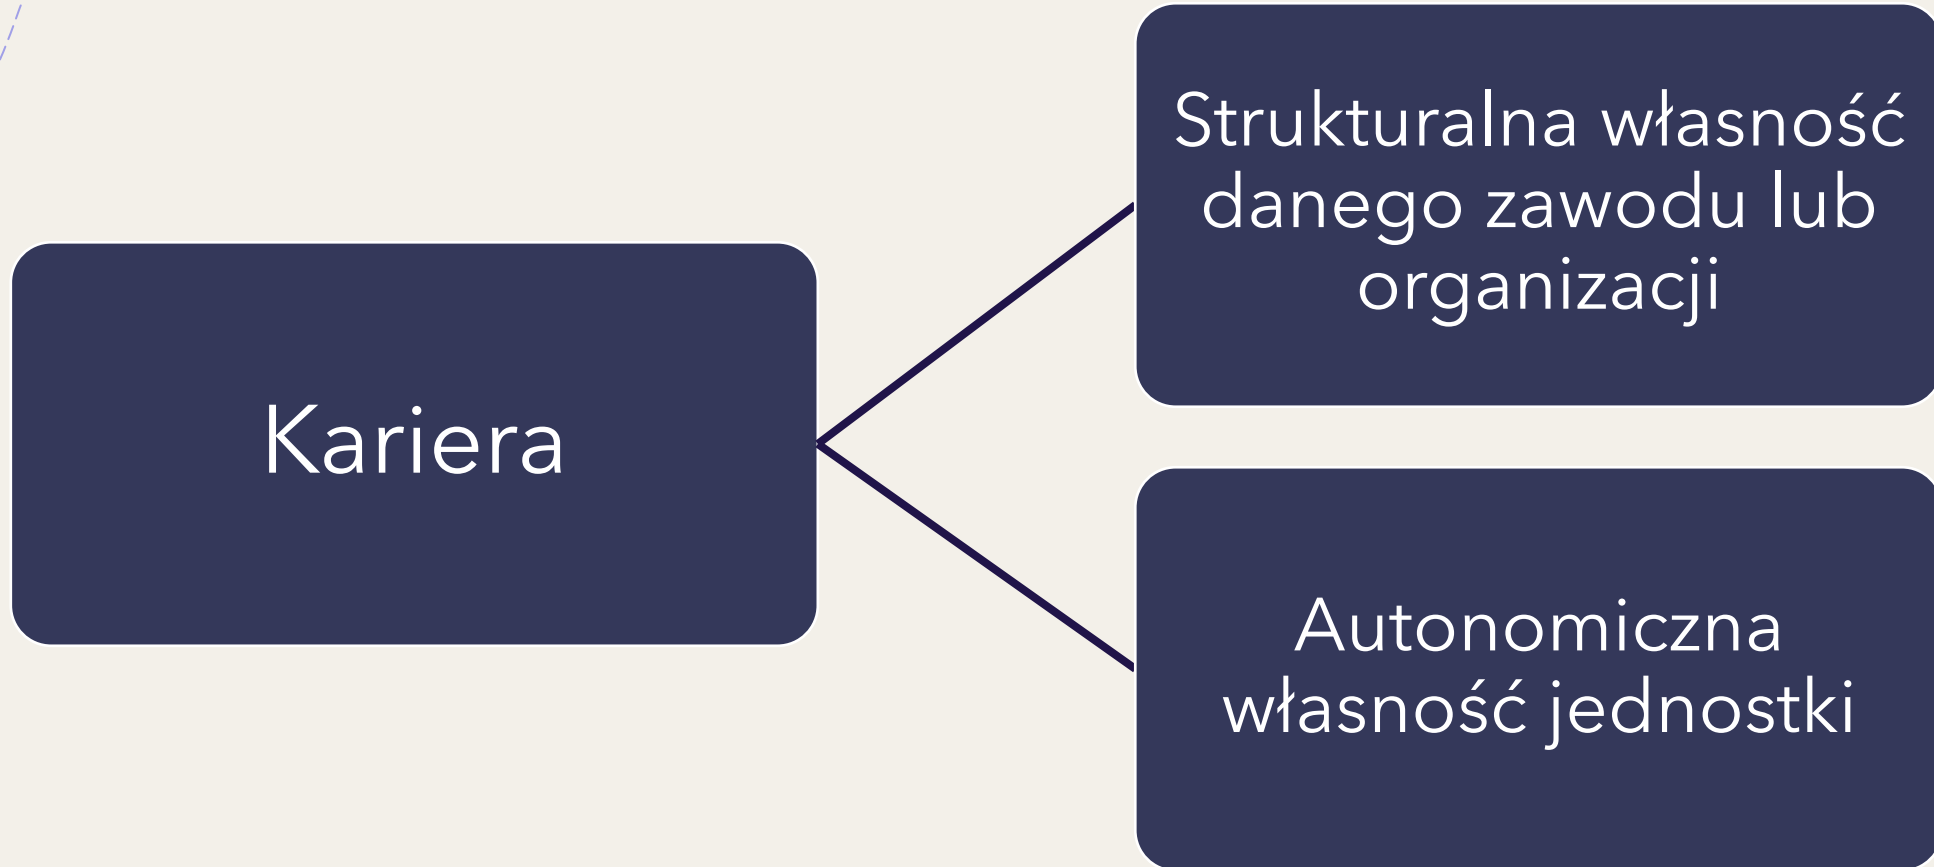 Kariera
Strukturalna własność
danego zawodu lub
organizacji
Autonomiczna
własność jednostki